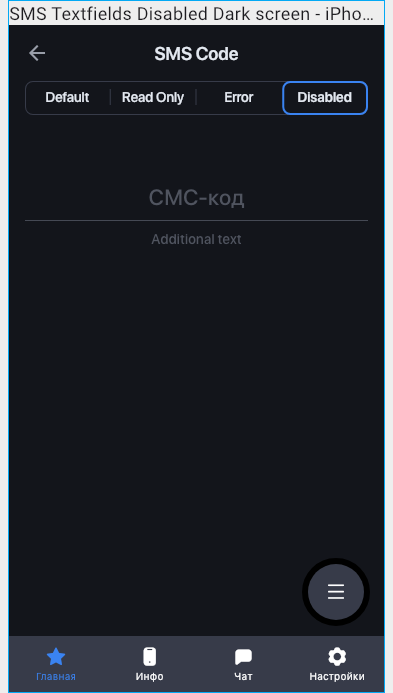 SMS Textfields Disabled Dark screen - iPho...
SMS Code
Default Read Only Error Disabled
СМС-код
Additional text
Главная Инфо Чат Настройки